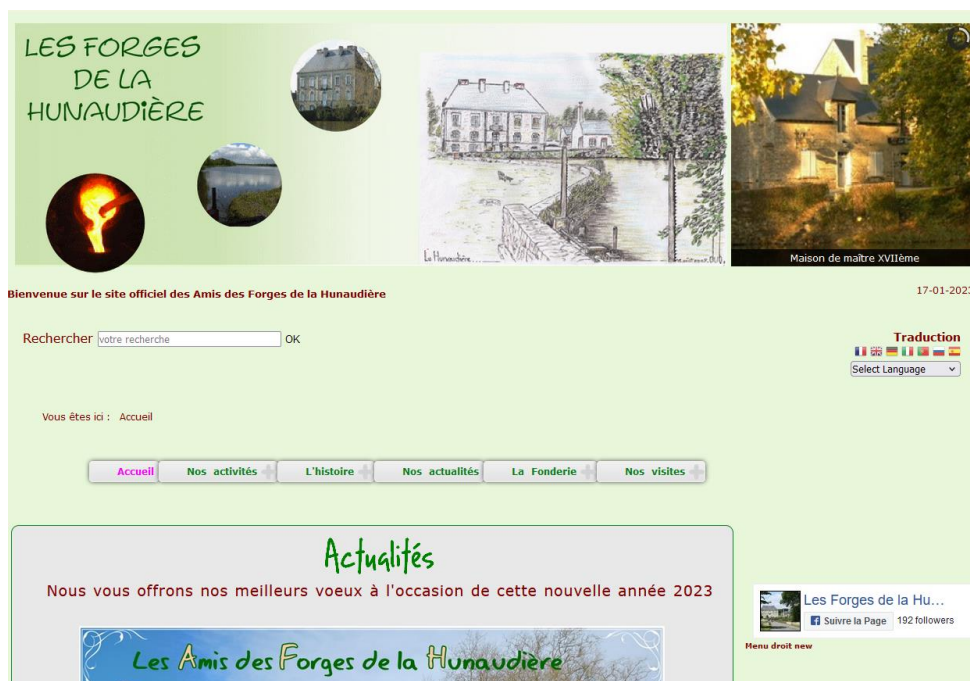 LES FORGES
DE LA
HUNAUDIÈRE
La Hunaudière
Maison de maître XVIIème
Bienvenue sur le site officiel des Amis des Forges de la Hunaudière
17-01-2023
Rechercher votre recherche OK
Traduction
Select Language
Vous êtes ici : Accueil
Accueil Nos activités L'histoire Nos actualités La Fonderie Nos visites
Actualités
Nous vous offrons nos meilleurs voeux à l'occasion de cette nouvelle année 2023
Les Forges de la Hu...
Suivre la Page 192 followers
Menu droit new
Les Amis des Forges de la Hunaudière